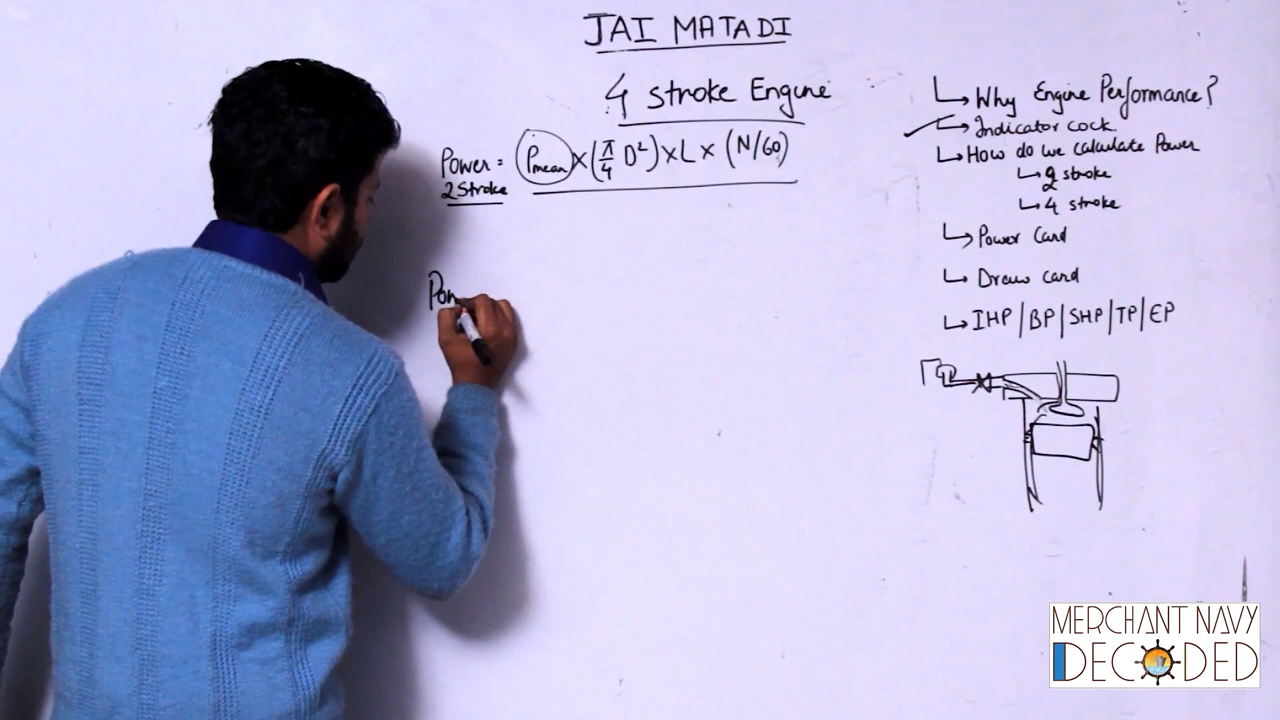 JAI MATA DI
4 stroke Engine
Power = Pmean × (π/4 D²) × L × (N/60)
2 Stroke
Pow
Why Engine Performance?
Indicator cock
How do we calculate Power
2 stroke
4 stroke
Power Card
Draw card
IHP/BP/SHP/TP/EP
MERCHANT NAVY
DECODED